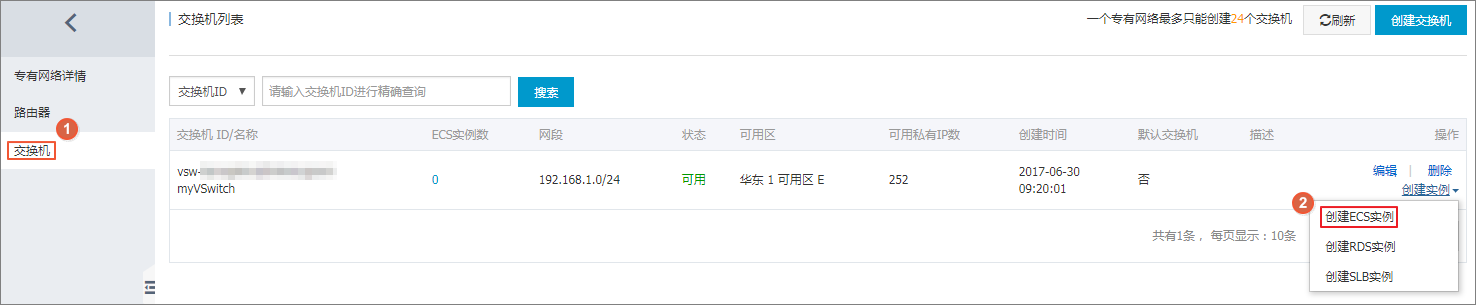 交换机列表
一个专有网络最多只能创建24个交换机
刷新
创建交换机
专有网络详情
路由器
1
交换机
交换机ID
请输入交换机ID进行精确查询
搜索
交换机 ID/名称 ECS实例数 网段 状态 可用区 可用私有IP数 创建时间 默认交换机 描述 操作
vsw-
myVSwitch
0
192.168.1.0/24
可用
华东 1 可用区 E
252
2017-06-30
09:20:01
否
编辑 | 删除
创建实例
2
创建ECS实例
创建RDS实例
创建SLB实例
共有1条，每页显示：10条